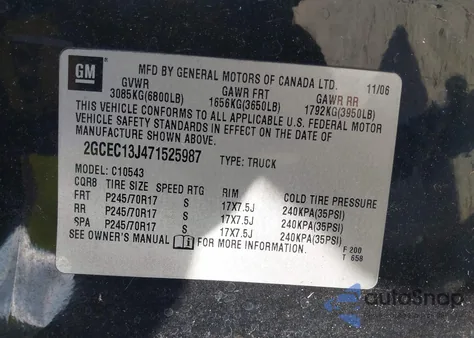 GM
MFD BY GENERAL MOTORS OF CANADA LTD. 11/06
GVWR GAWR FRT GAWR RR
3085KG(6800LB) 1656KG(3650LB) 1792KG(3950LB)
THIS VEHICLE CONFORMS TO ALL APPLICABLE U.S. FEDERAL MOTOR
VEHICLE SAFETY STANDARDS IN EFFECT ON THE DATE OF
MANUFACTURE SHOWN ABOVE.
2GCEC13J471525987 TYPE: TRUCK
MODEL: C10543
CQR8 TIRE SIZE SPEED RTG RIM COLD TIRE PRESSURE
FRT P245/70R17 S 17X7.5J 240KPA(35PSI)
RR P245/70R17 S 17X7.5J 240KPA(35PSI)
SPA P245/70R17 S 17X7.5J 240KPA(35PSI)
SEE OWNER'S MANUAL FOR MORE INFORMATION.
F 200
T 658
autoSnap